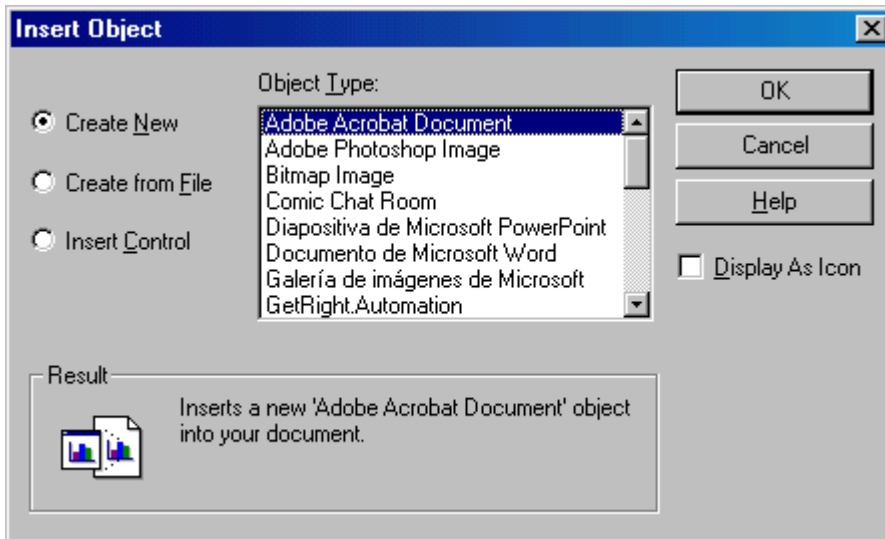 Insert Object
Object Type:
Create New
Create from File
Insert Control
Adobe Acrobat Document
Adobe Photoshop Image
Bitmap Image
Comic Chat Room
Diapositiva de Microsoft PowerPoint
Documento de Microsoft Word
Galería de imágenes de Microsoft
GetRight.Automation
OK
Cancel
Help
Display As Icon
Result
Inserts a new 'Adobe Acrobat Document' object
into your document.